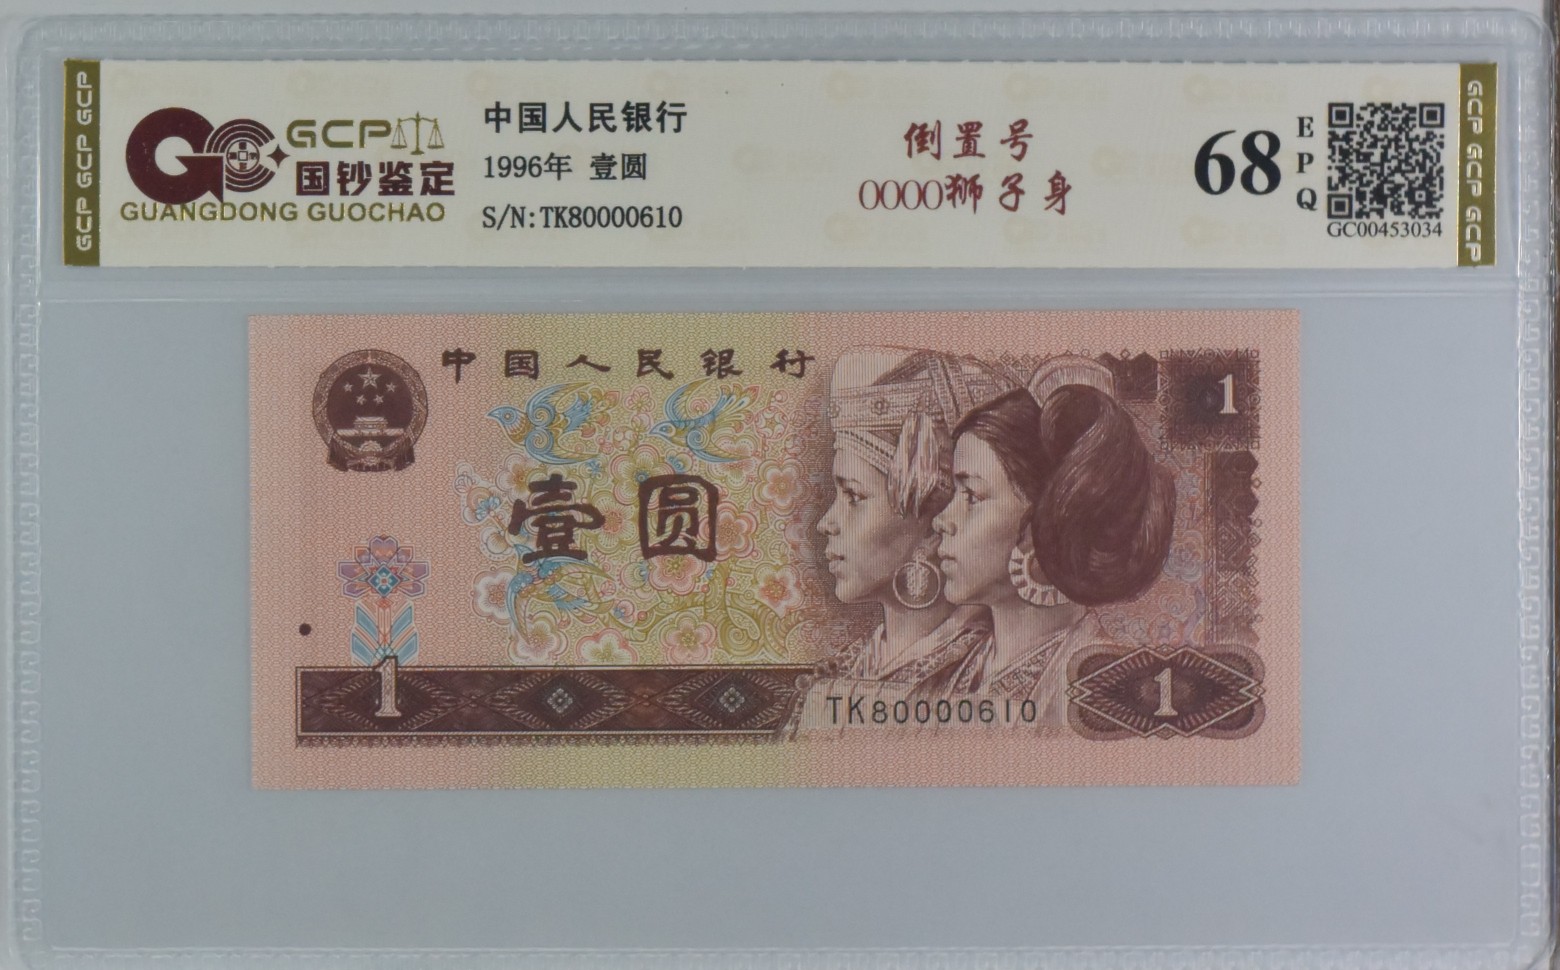 GCP GCP GCP
GCP
国钞鉴定
GUANGDONG GUOCHAO
中国人民银行
1996年 壹圆
S/N:TK80000610
倒置号
0000狮子身
68
EPQ
GC00453034
GCP GCP GCP
中国人民银行
1
壹圆
1
TK80000610
1